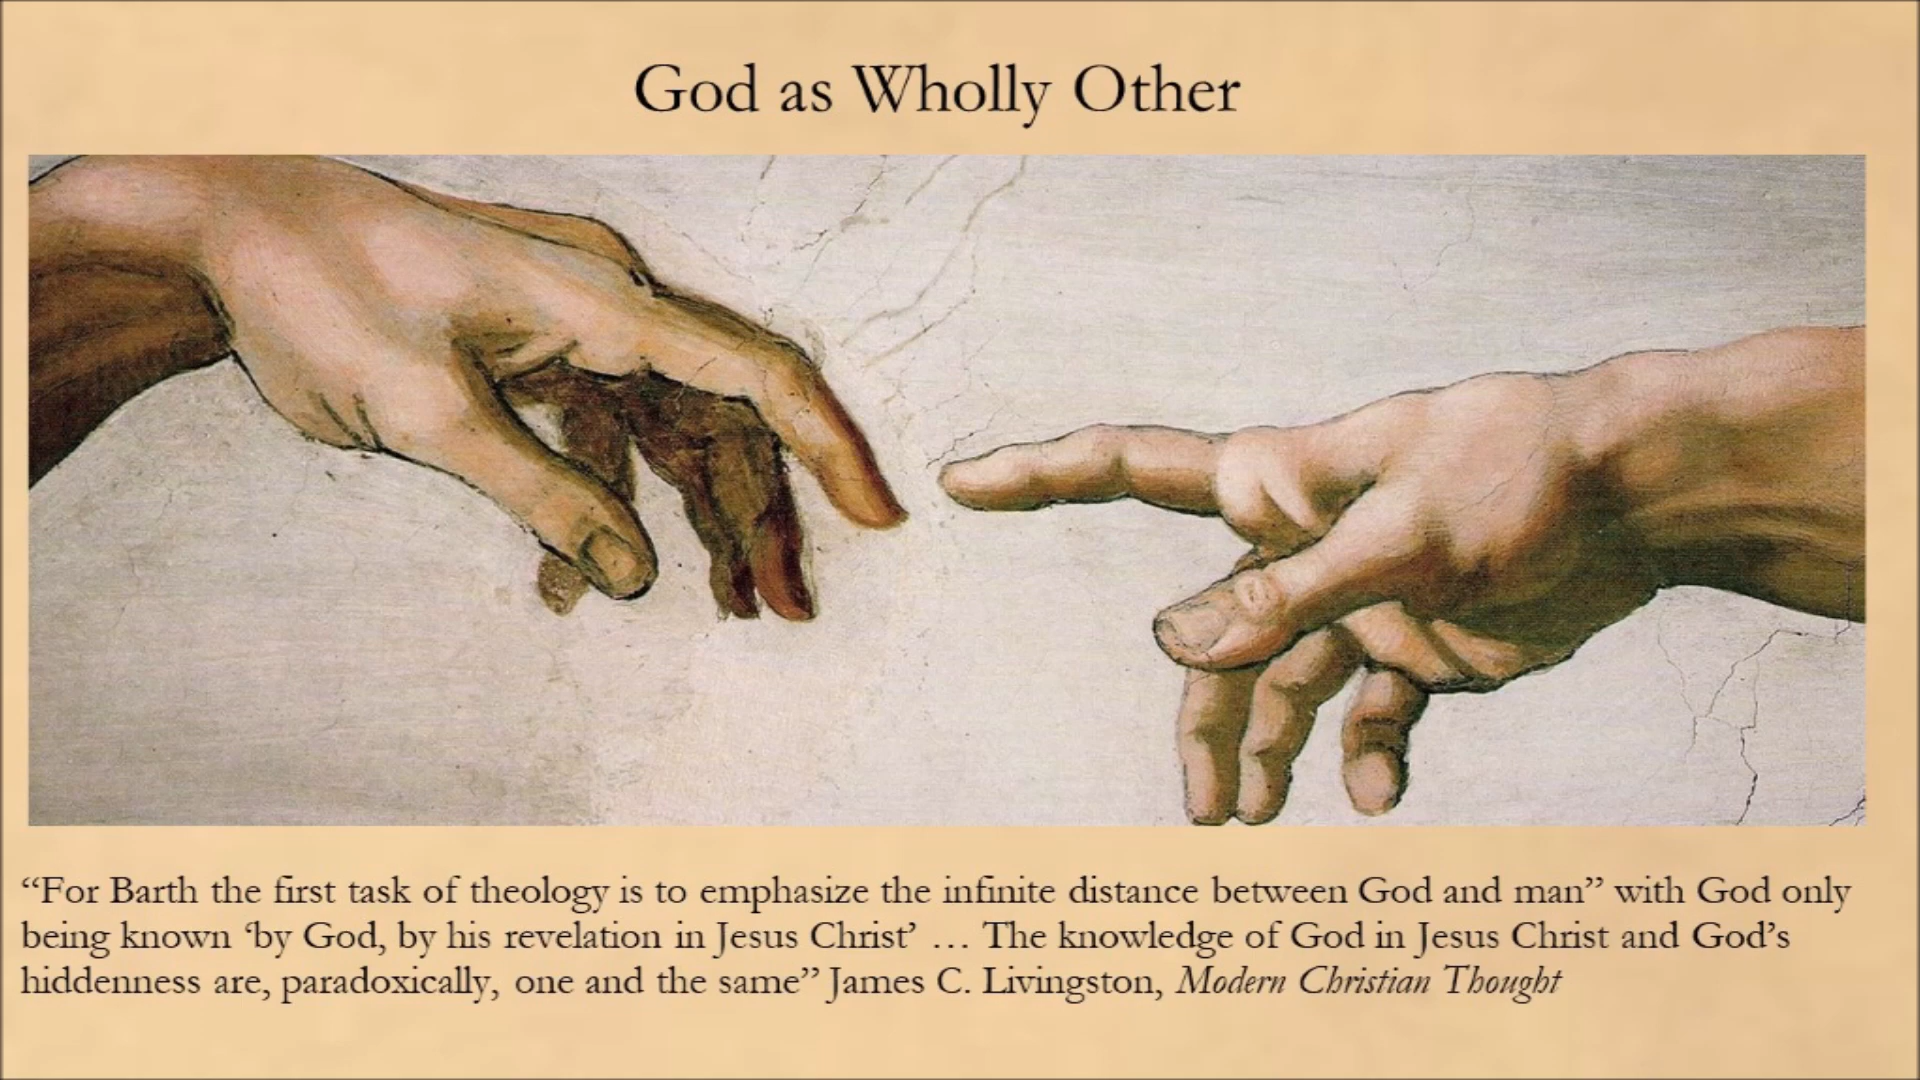 God as Wholly Other
“For Barth the first task of theology is to emphasize the infinite distance between God and man” with God only
being known ‘by God, by his revelation in Jesus Christ’ … The knowledge of God in Jesus Christ and God’s
hiddenness are, paradoxically, one and the same” James C. Livingston, Modern Christian Thought